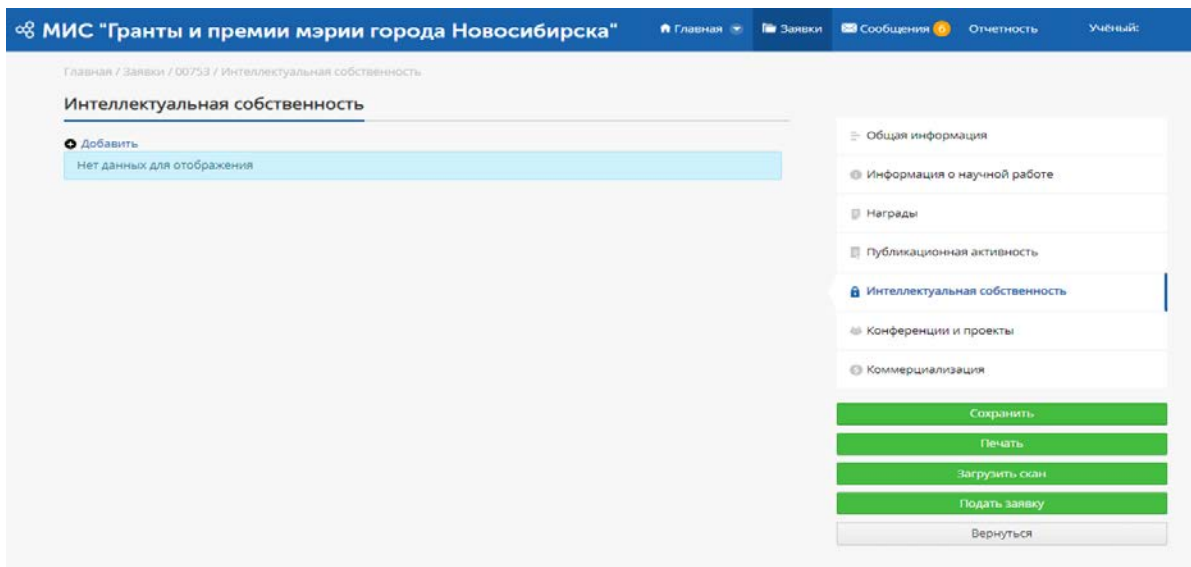 МИС "Гранты и премии мэрии города Новосибирска"
Главная
Заявки
Сообщения 6
Отчетность
Учёный:
Главная / Заявки / 00753 / Интеллектуальная собственность
Интеллектуальная собственность
Добавить
Нет данных для отображения
Общая информация
Информация о научной работе
Награды
Публикационная активность
Интеллектуальная собственность
Конференции и проекты
Коммерциализация
Сохранить
Печать
Загрузить скан
Подать заявку
Вернуться